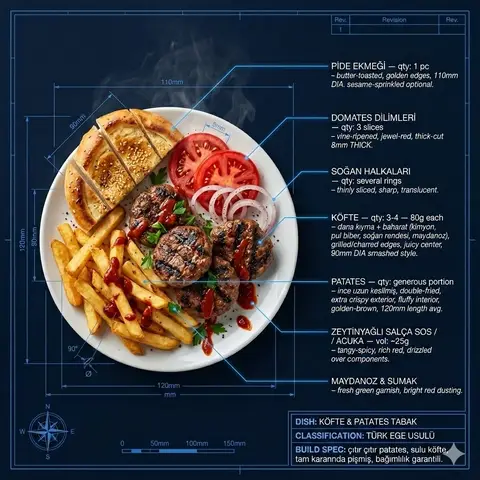 Rev.
Revision
Rev.
1
110mm
90mm
8mm
80mm
90mm
90°
Ø
120mm
mm
PİDE EKMEĞİ — qty: 1 pc
– butter-toasted, golden edges, 110mm
DIA. sesame-sprinkled optional.
DOMATES DİLİMLERİ
— qty: 3 slices
– vine-ripened, jewel-red, thick-cut
8mm THICK.
SOĞAN HALKALARI
— qty: several rings
– thinly sliced, sharp, translucent.
KÖFTE — qty: 3-4 — 80g each
– dana kıyma + baharat (kimyon,
pul biber, soğan rendesi, maydanoz),
grilled/charred edges, juicy center,
90mm DIA smashed style.
PATATES — qty: generous portion
– ince uzun kesilmiş, double-fried,
extra crispy exterior, fluffy interior,
golden-brown, 120mm length avg.
ZEYTİNYAĞLI SALÇA SOS /
/ ACUKA — vol: ~25g
– tangy-spicy, rich red, drizzled
over components.
MAYDANOZ & SUMAK
– fresh green garnish, bright red dusting.
N
W
E
S
0
50mm
100mm
150mm
DISH: KÖFTE & PATATES TABAK
CLASSIFICATION: TÜRK EGE USULÜ
BUILD SPEC: çıtır çıtır patates, sulu köfte,
tam kararında pişmiş, bağımlılık garantili.